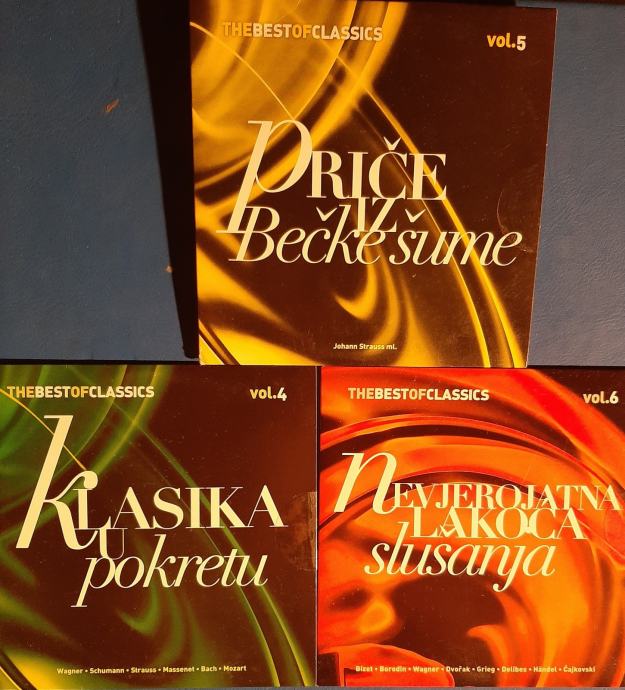 THEBESTOFCLASSICS
vol.5
PRIČE
IZ
Bečke šume
Johann Strauss ml.
THEBESTOFCLASSICS
vol.4
KLASIKA
U
pokretu
Wagner • Schumann • Strauss • Massenet • Bach • Mozart
THEBESTOFCLASSICS
vol.6
NEVJEROJATNA
LAKOĆA
slušanja
Bizet • Borodin • Wagner • Dvořak • Grieg • Delibes • Händel • Čajkovski